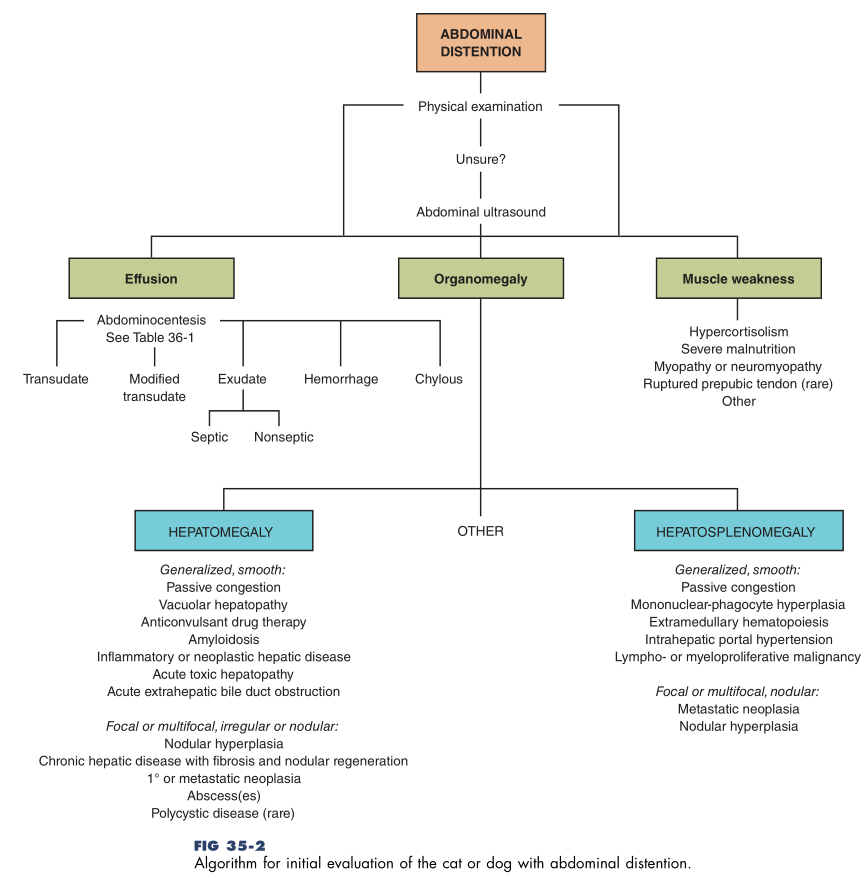 ABDOMINAL
DISTENTION
Physical examination
Unsure?
Abdominal ultrasound
Effusion
Organomegaly
Muscle weakness
Abdominocentesis
See Table 36-1
Transudate
Modified
transudate
Exudate
Hemorrhage
Chylous
Septic
Nonseptic
Hypercortisolism
Severe malnutrition
Myopathy or neuromyopathy
Ruptured prepubic tendon (rare)
Other
HEPATOMEGALY
OTHER
HEPATOSPLENOMEGALY
Generalized, smooth:
Passive congestion
Vacuolar hepatopathy
Anticonvulsant drug therapy
Amyloidosis
Inflammatory or neoplastic hepatic disease
Acute toxic hepatopathy
Acute extrahepatic bile duct obstruction
Focal or multifocal, irregular or nodular:
Nodular hyperplasia
Chronic hepatic disease with fibrosis and nodular regeneration
1° or metastatic neoplasia
Abscess(es)
Polycystic disease (rare)
Generalized, smooth:
Passive congestion
Mononuclear-phagocyte hyperplasia
Extramedullary hematopoiesis
Intrahepatic portal hypertension
Lympho- or myeloproliferative malignancy
Focal or multifocal, nodular:
Metastatic neoplasia
Nodular hyperplasia
FIG 35-2
Algorithm for initial evaluation of the cat or dog with abdominal distention.